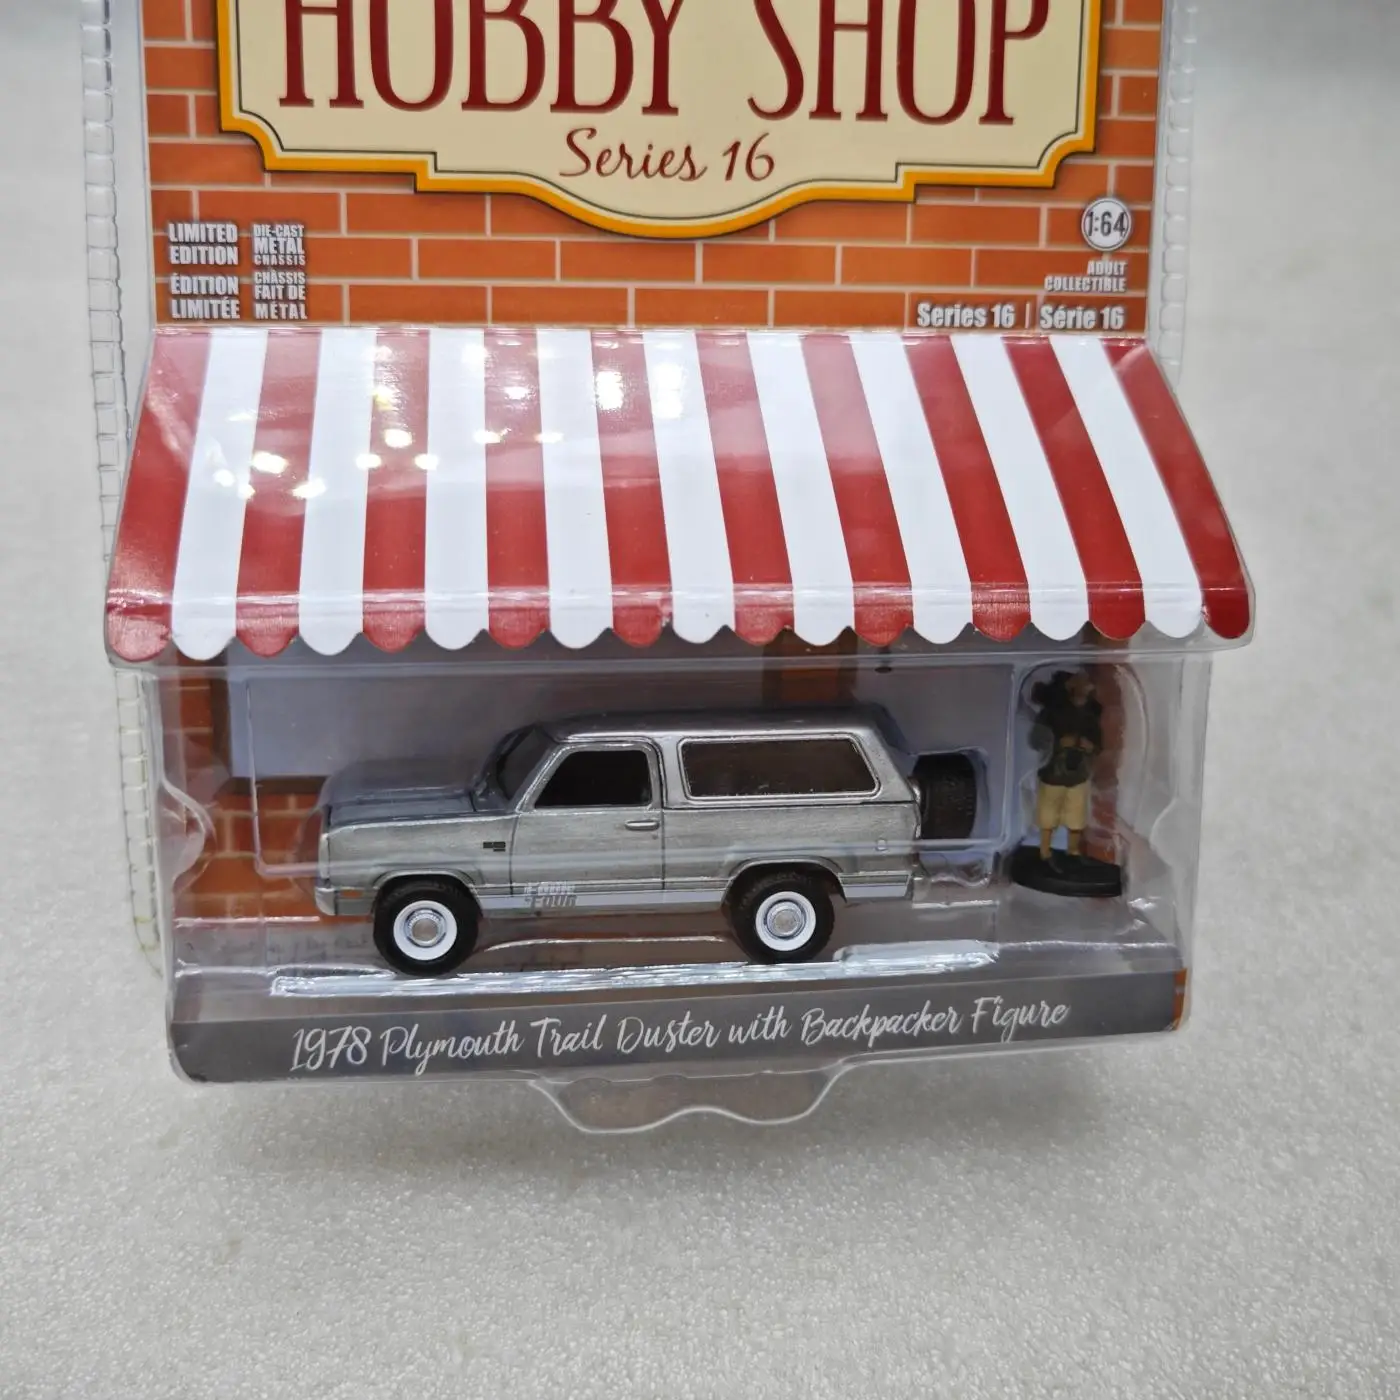 HOBBY SHOP
Series 16
LIMITED
EDITION
ÉDITION
LIMITÉE
DIE-CAST
METAL
CHASSIS
CHÂSSIS
FAIT DE
MÉTAL
1:64
ADULT
COLLECTIBLE
Series 16 | Série 16
1978 Plymouth Trail Duster with Backpacker Figure